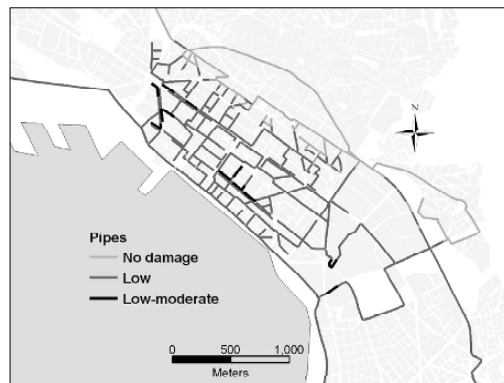 N
Pipes
No damage
Low
Low-moderate
0 500 1,000
Meters